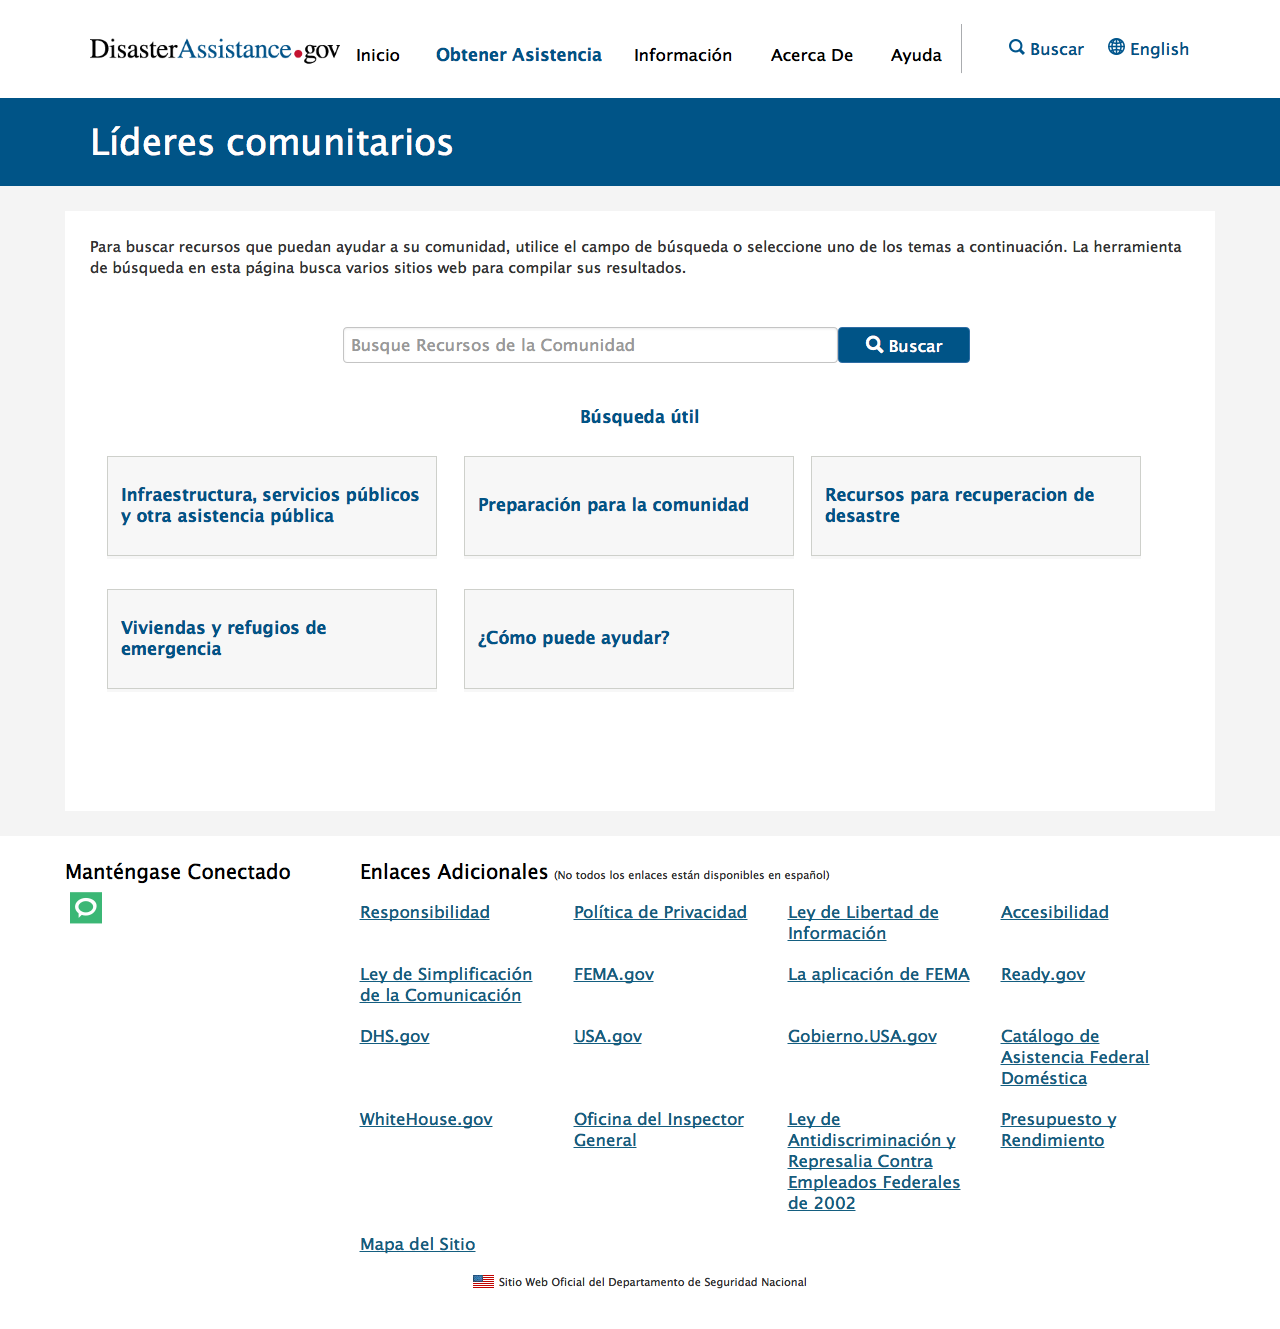 DisasterAssistance.gov Inicio Obtener Asistencia Información Acerca De Ayuda Buscar English
Líderes comunitarios
Para buscar recursos que puedan ayudar a su comunidad, utilice el campo de búsqueda o seleccione uno de los temas a continuación. La herramienta
de búsqueda en esta página busca varios sitios web para compilar sus resultados.
Busque Recursos de la Comunidad Buscar
Búsqueda útil
Infraestructura, servicios públicos
y otra asistencia pública
Preparación para la comunidad
Recursos para recuperacion de
desastre
Viviendas y refugios de
emergencia
¿Cómo puede ayudar?
Manténgase Conectado
Enlaces Adicionales (No todos los enlaces están disponibles en español)
Responsibilidad
Política de Privacidad
Ley de Libertad de
Información
Accesibilidad
Ley de Simplificación
de la Comunicación
FEMA.gov
La aplicación de FEMA
Ready.gov
DHS.gov
USA.gov
Gobierno.USA.gov
Catálogo de
Asistencia Federal
Doméstica
WhiteHouse.gov
Oficina del Inspector
General
Ley de
Antidiscriminación y
Represalia Contra
Empleados Federales
de 2002
Presupuesto y
Rendimiento
Mapa del Sitio
Sitio Web Oficial del Departamento de Seguridad Nacional